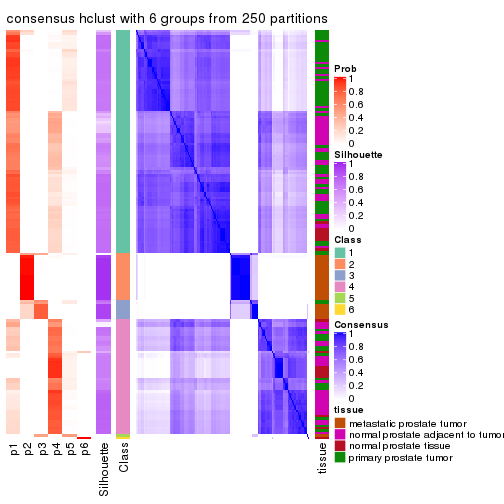 consensus hclust with 6 groups from 250 partitions
Prob
1
0.8
0.6
0.4
0.2
0
Silhouette
1
0.8
0.6
0.4
0.2
0
Class
1
2
3
4
5
6
Consensus
1
0.8
0.6
0.4
0.2
0
tissue
metastatic prostate tumor
normal prostate adjacent to tumor
normal prostate tissue
primary prostate tumor
p1
p2
p3
p4
p5
p6
Silhouette
Class
tissue